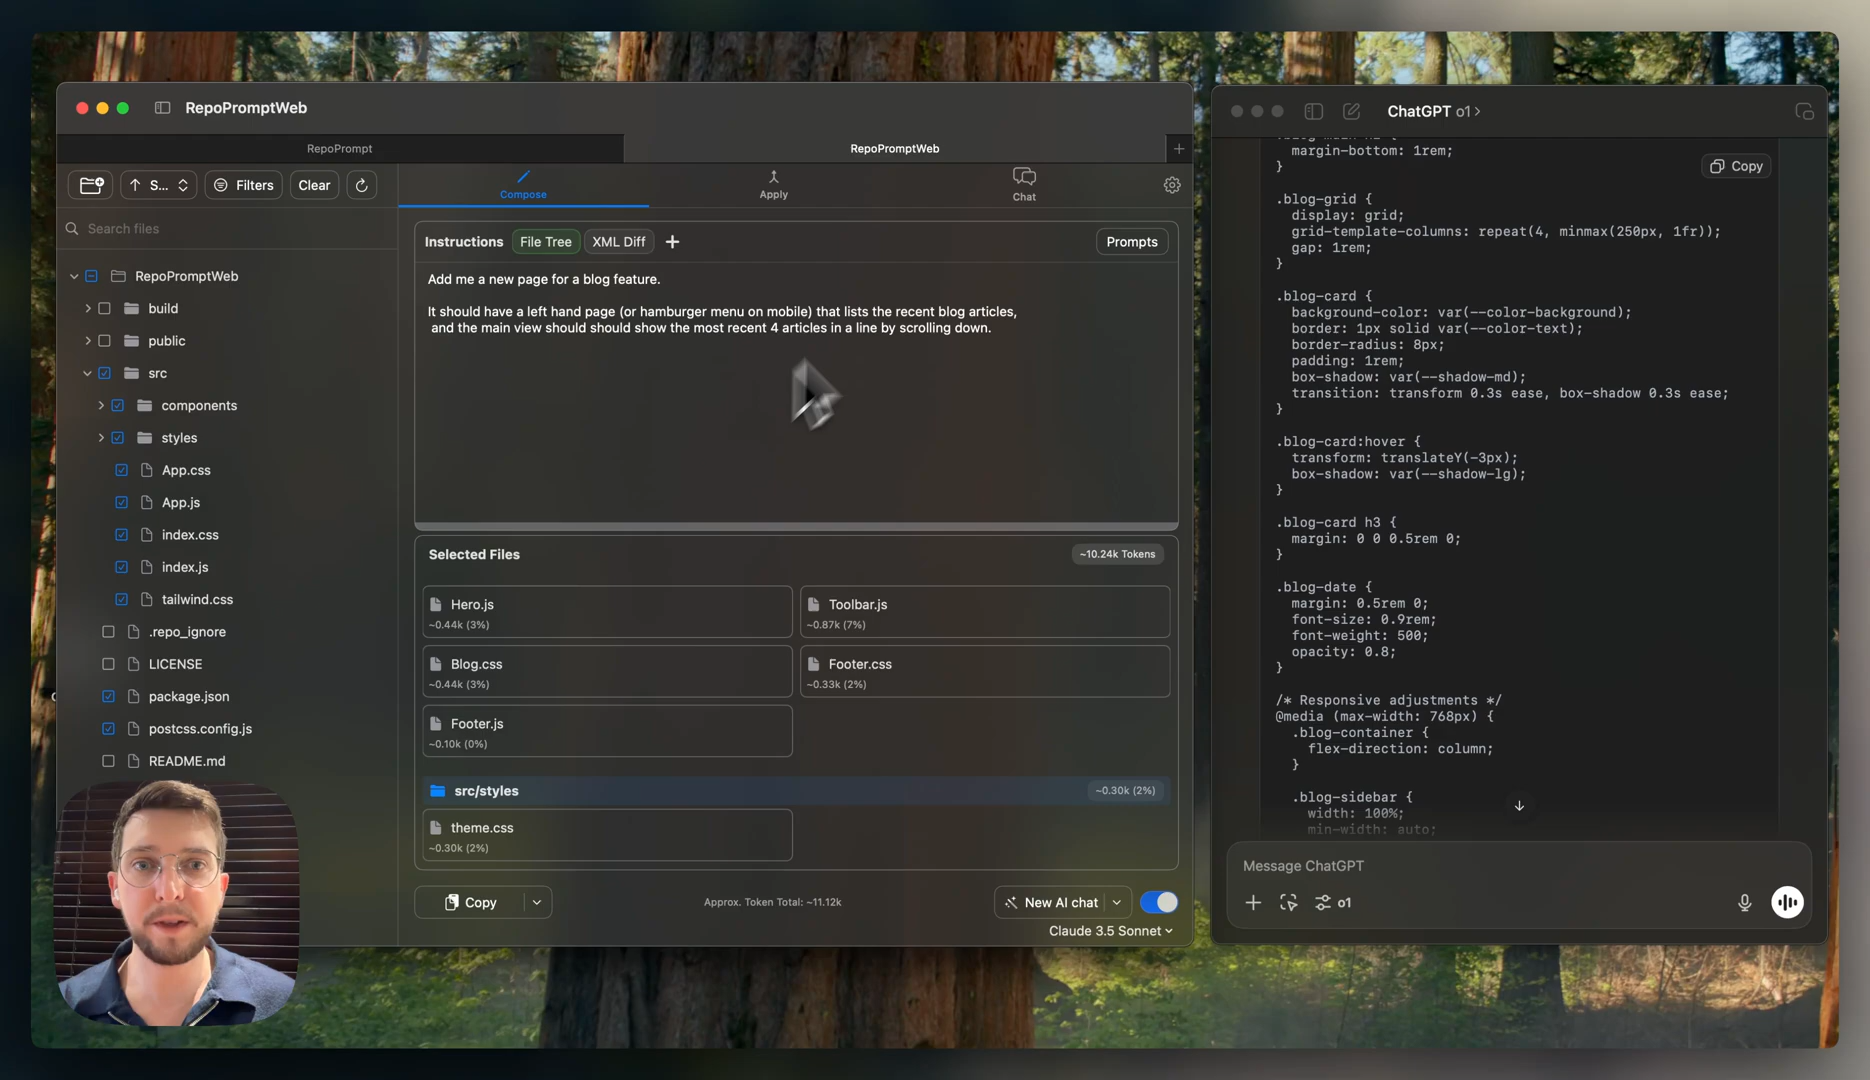 RepoPromptWeb
RepoPrompt
RepoPromptWeb
S...
Filters
Clear
Compose
Apply
Chat
Search files
RepoPromptWeb
build
public
src
components
styles
App.css
App.js
index.css
index.js
tailwind.css
.repo_ignore
LICENSE
package.json
postcss.config.js
README.md
Instructions
File Tree
XML Diff
Prompts
Add me a new page for a blog feature.
It should have a left hand page (or hamburger menu on mobile) that lists the recent blog articles,
and the main view should should show the most recent 4 articles in a line by scrolling down.
Selected Files
~10.24k Tokens
Hero.js
~0.44k (3%)
Toolbar.js
~0.87k (7%)
Blog.css
~0.44k (3%)
Footer.css
~0.33k (2%)
Footer.js
~0.10k (0%)
src/styles
~0.30k (2%)
theme.css
~0.30k (2%)
Copy
Approx. Token Total: ~11.12k
New AI chat
Claude 3.5 Sonnet
ChatGPT o1 >
Copy
margin-bottom: 1rem;
}
.blog-grid {
display: grid;
grid-template-columns: repeat(4, minmax(250px, 1fr));
gap: 1rem;
}
.blog-card {
background-color: var(--color-background);
border: 1px solid var(--color-text);
border-radius: 8px;
padding: 1rem;
box-shadow: var(--shadow-md);
transition: transform 0.3s ease, box-shadow 0.3s ease;
}
.blog-card:hover {
transform: translateY(-3px);
box-shadow: var(--shadow-lg);
}
.blog-card h3 {
margin: 0 0 0.5rem 0;
}
.blog-date {
margin: 0.5rem 0;
font-size: 0.9rem;
font-weight: 500;
opacity: 0.8;
}
/* Responsive adjustments */
@media (max-width: 768px) {
.blog-container {
flex-direction: column;
}
.blog-sidebar {
width: 100%;
min-width: auto;
Message ChatGPT
o1